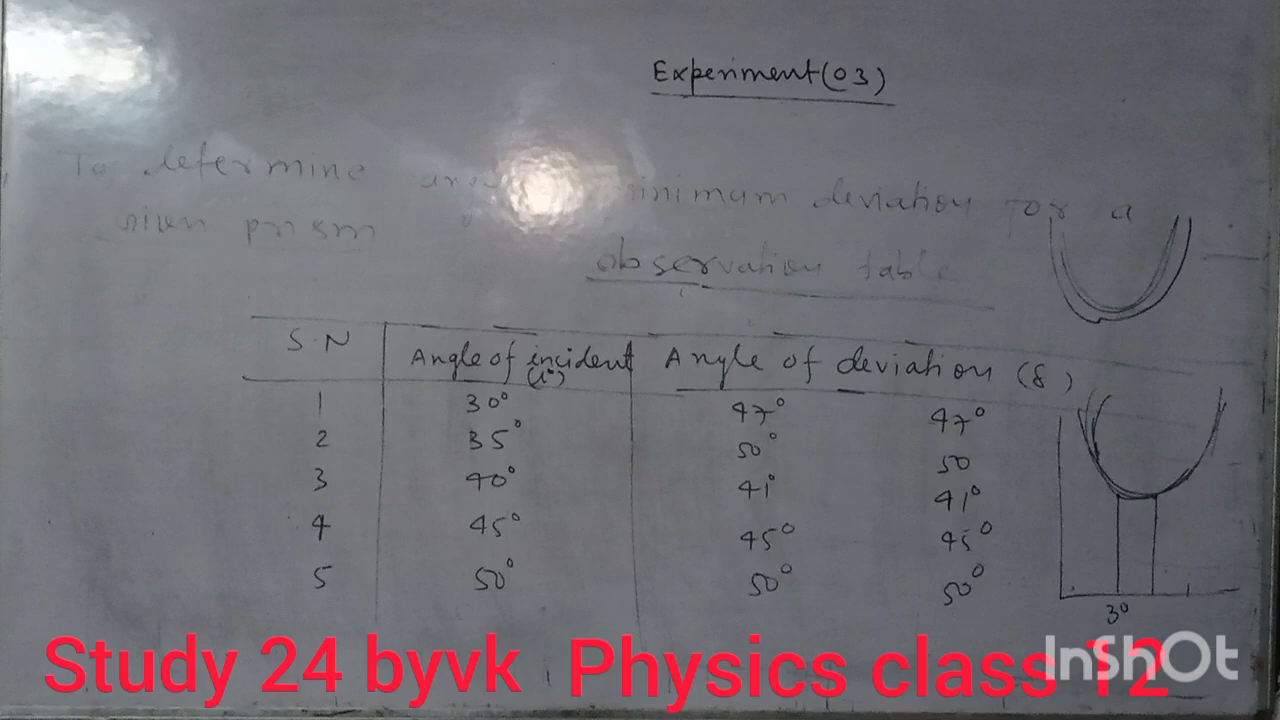 Experiment(03)
To determine angle minimum deviation for a
given prism
observation table
S.N Angle of incident Angle of deviation (δ)
(i°)
1 30° 47° 47°
2 35° 50° 50
3 40° 41° 41°
4 45° 45° 45°
5 50° 50° 50°
30
Study 24 byvk Physics class 12
InShOt